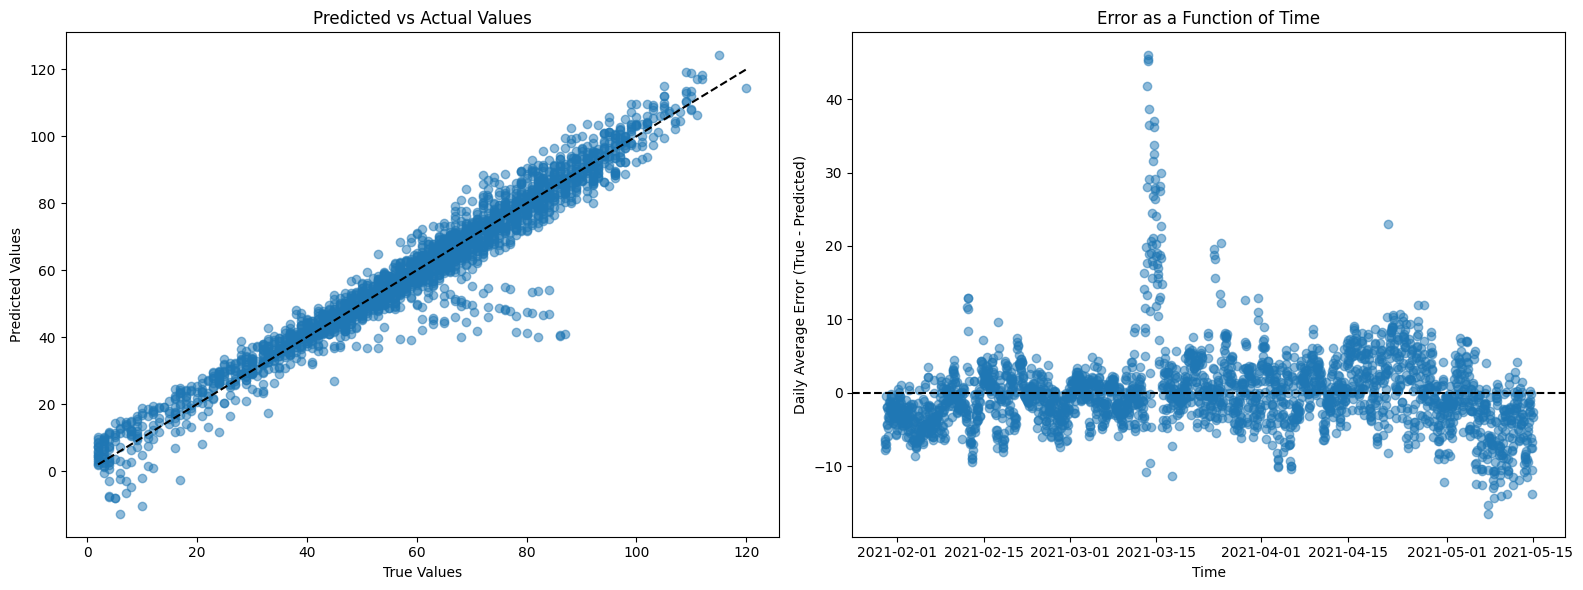 Predicted vs Actual Values
Predicted Values
120
100
80
60
40
20
0
0 20 40 60 80 100 120
True Values
Error as a Function of Time
Daily Average Error (True - Predicted)
40
30
20
10
0
−10
2021-02-01 2021-02-15 2021-03-01 2021-03-15 2021-04-01 2021-04-15 2021-05-01 2021-05-15
Time